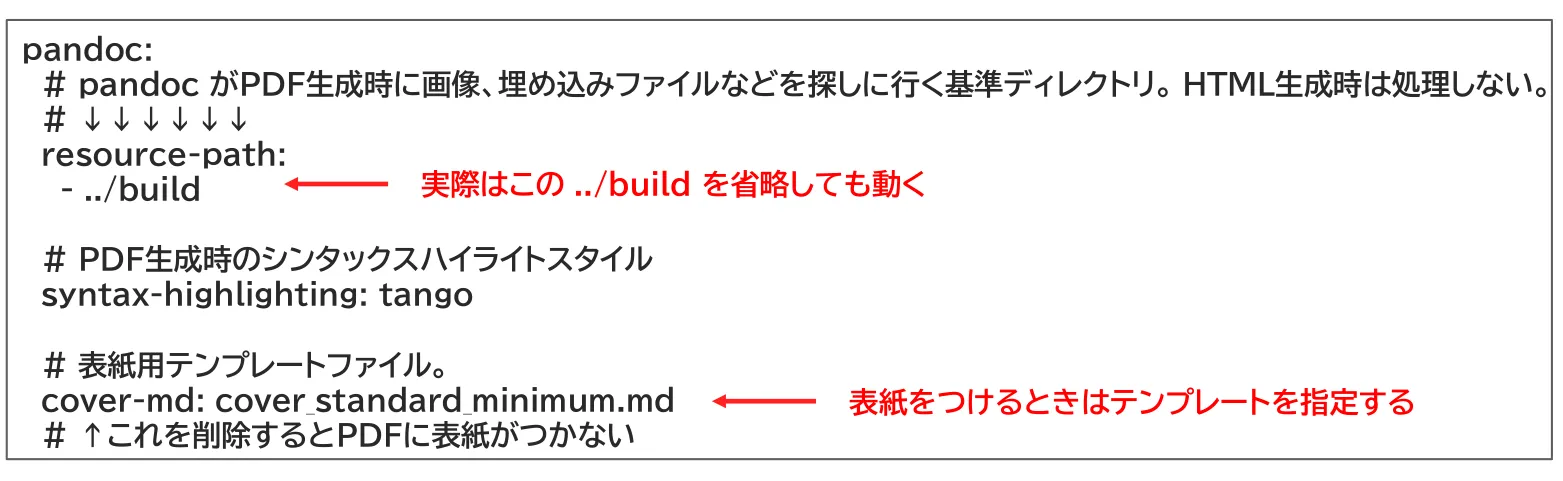 pandoc:
# pandoc がPDF生成時に画像、埋め込みファイルなどを探しに行く基準ディレクトリ。 HTML生成時は処理しない。
# ↓↓↓↓↓↓
resource-path:
- ../build
実際はこの ../build を省略しても動く
# PDF生成時のシンタックスハイライトスタイル
syntax-highlighting: tango
# 表紙用テンプレートファイル。
cover-md: cover_standard_minimum.md
表紙をつけるときはテンプレートを指定する
# ↑これを削除するとPDFに表紙がつかない